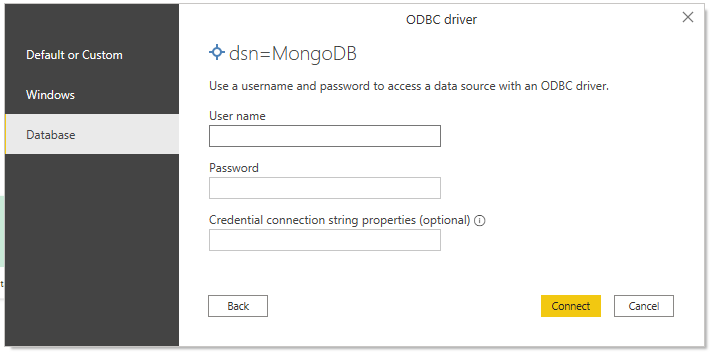 ODBC driver
Default or Custom
Windows
Database
dsn=MongoDB
Use a username and password to access a data source with an ODBC driver.
User name
Password
Credential connection string properties (optional)
Back
Connect
Cancel
t